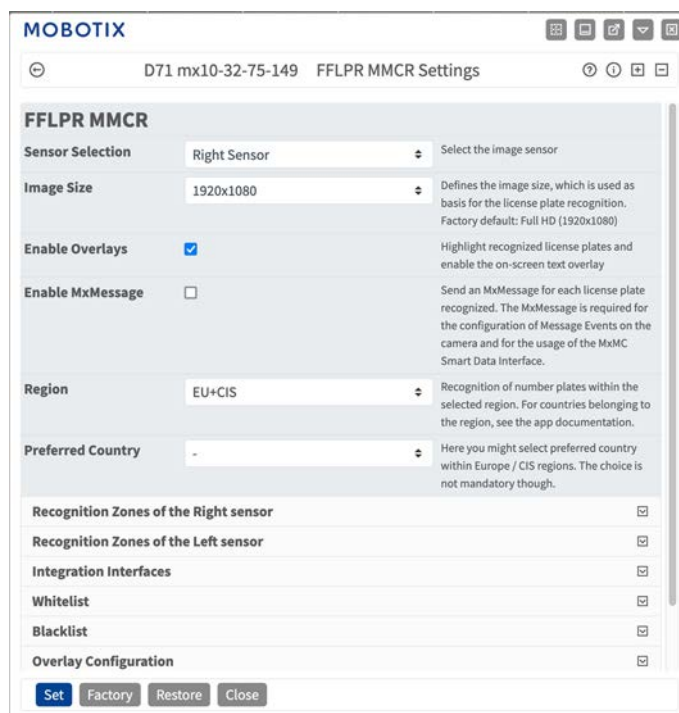 MOBOTIX
D71 mx10-32-75-149 FFLPR MMCR Settings
FFLPR MMCR
Sensor Selection
Right Sensor
Select the image sensor
Image Size
1920x1080
Defines the image size, which is used as
basis for the license plate recognition.
Factory default: Full HD (1920x1080)
Enable Overlays
Highlight recognized license plates and
enable the on-screen text overlay
Enable MxMessage
Send an MxMessage for each license plate
recognized. The MxMessage is required for
the configuration of Message Events on the
camera and for the usage of the MxMC
Smart Data Interface.
Region
EU+CIS
Recognition of number plates within the
selected region. For countries belonging to
the region, see the app documentation.
Preferred Country
-
Here you might select preferred country
within Europe / CIS regions. The choice is
not mandatory though.
Recognition Zones of the Right sensor
Recognition Zones of the Left sensor
Integration Interfaces
Whitelist
Blacklist
Overlay Configuration
Set Factory Restore Close